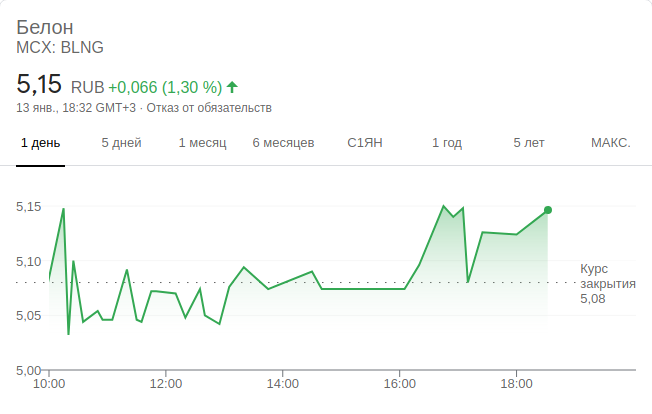 Белон
MCX: BLNG
5,15 RUB +0,066 (1,30 %)
13 янв., 18:32 GMT+3 · Отказ от обязательств
1 день 5 дней 1 месяц 6 месяцев С1ЯН 1 год 5 лет МАКС.
5,15
5,10
Курс
закрытия
5,08
5,05
5,00
10:00 12:00 14:00 16:00 18:00